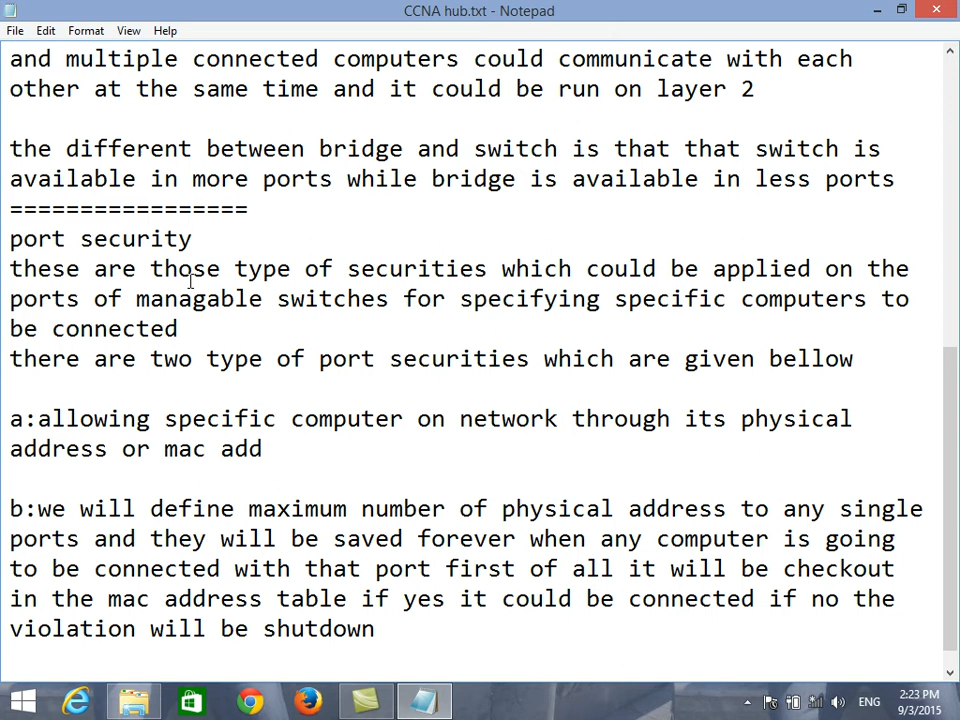 CCNA hub.txt - Notepad
File Edit Format View Help
and multiple connected computers could communicate with each
other at the same time and it could be run on layer 2
the different between bridge and switch is that that switch is
available in more ports while bridge is available in less ports
=================
port security
these are those type of securities which could be applied on the
ports of managable switches for specifying specific computers to
be connected
there are two type of port securities which are given bellow
a:allowing specific computer on network through its physical
address or mac add
b:we will define maximum number of physical address to any single
ports and they will be saved forever when any computer is going
to be connected with that port first of all it will be checkout
in the mac address table if yes it could be connected if no the
violation will be shutdown
ENG
2:23 PM
9/3/2015